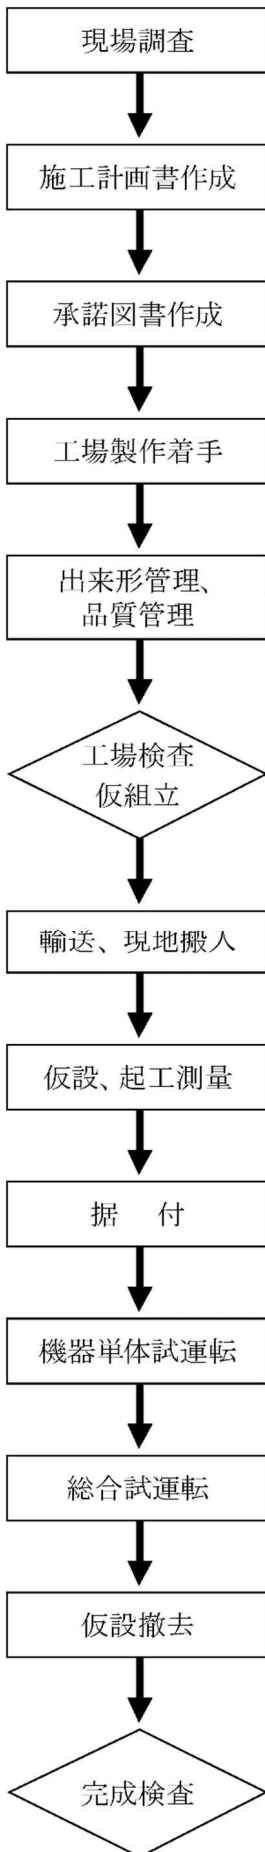 現場調査
施工計画書作成
承諾図書作成
工場製作着手
出来形管理、
品質管理
工場検査
仮組立
輸送、現地搬入
仮設、起工測量
据　付
機器単体試運転
総合試運転
仮設撤去
完成検査